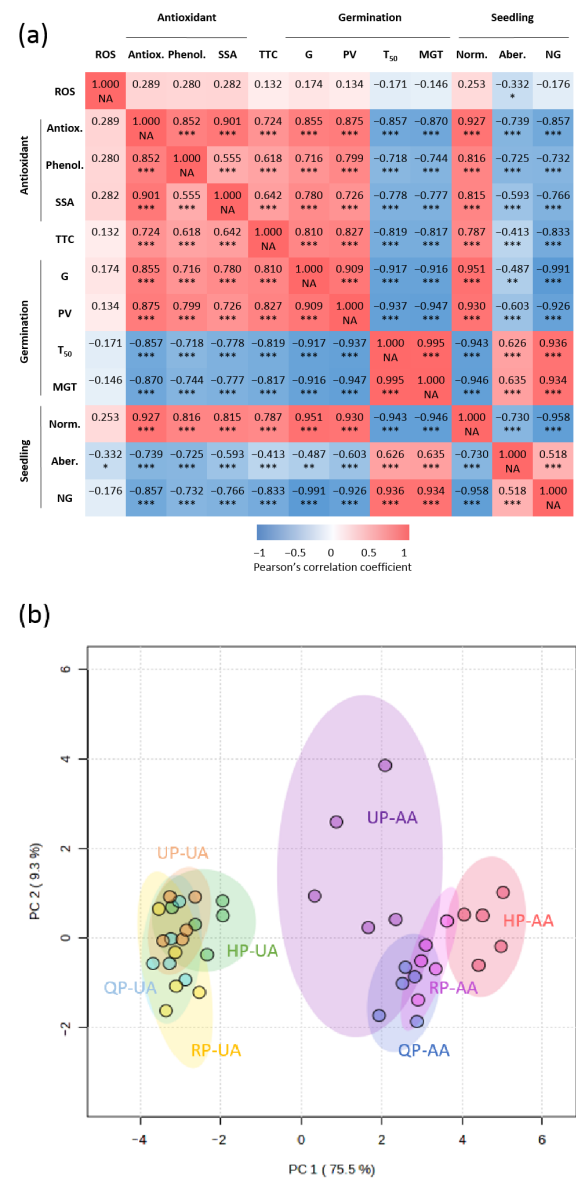 (a)
Antioxidant Germination Seedling
ROS Antiox. Phenol. SSA TTC G PV T50 MGT Norm. Aber. NG
ROS 1.000 0.289 0.280 0.282 0.132 0.174 0.134 −0.171 −0.146 0.253 −0.332 −0.176
NA *
Antioxidant
Antiox. 0.289 1.000 0.852 0.901 0.724 0.855 0.875 −0.857 −0.870 0.927 −0.739 −0.857
NA *** *** *** *** *** *** *** *** *** ***
Phenol. 0.280 0.852 1.000 0.555 0.618 0.716 0.799 −0.718 −0.744 0.816 −0.725 −0.732
*** NA *** *** *** *** *** *** *** *** ***
SSA 0.282 0.901 0.555 1.000 0.642 0.780 0.726 −0.778 −0.777 0.815 −0.593 −0.766
*** *** NA *** *** *** *** *** *** *** ***
TTC 0.132 0.724 0.618 0.642 1.000 0.810 0.827 −0.819 −0.817 0.787 −0.413 −0.833
*** *** *** NA *** *** *** *** *** *** ***
Germination
G 0.174 0.855 0.716 0.780 0.810 1.000 0.909 −0.917 −0.916 0.951 −0.487 −0.991
*** *** *** *** NA *** *** *** *** ** ***
PV 0.134 0.875 0.799 0.726 0.827 0.909 1.000 −0.937 −0.947 0.930 −0.603 −0.926
*** *** *** *** *** NA *** *** *** *** ***
T50 −0.171 −0.857 −0.718 −0.778 −0.819 −0.917 −0.937 1.000 0.995 −0.943 0.626 0.936
*** *** *** *** *** *** NA *** *** *** ***
MGT −0.146 −0.870 −0.744 −0.777 −0.817 −0.916 −0.947 0.995 1.000 −0.946 0.635 0.934
*** *** *** *** *** *** *** NA *** *** ***
Seedling
Norm. 0.253 0.927 0.816 0.815 0.787 0.951 0.930 −0.943 −0.946 1.000 −0.730 −0.958
*** *** *** *** *** *** *** *** NA *** ***
Aber. −0.332 −0.739 −0.725 −0.593 −0.413 −0.487 −0.603 0.626 0.635 −0.730 1.000 0.518
* *** *** *** *** ** *** *** *** *** NA ***
NG −0.176 −0.857 −0.732 −0.766 −0.833 −0.991 −0.926 0.936 0.934 −0.958 0.518 1.000
*** *** *** *** *** *** *** *** *** *** NA
−1 −0.5 0 0.5 1
Pearson's correlation coefficient
(b)
6
4
2
0
−2
PC 2 ( 9.3 %)
UP-AA
UP-UA
HP-AA
HP-UA
QP-UA
RP-AA
RP-UA
QP-AA
−4 −2 0 2 4 6
PC 1 ( 75.5 %)